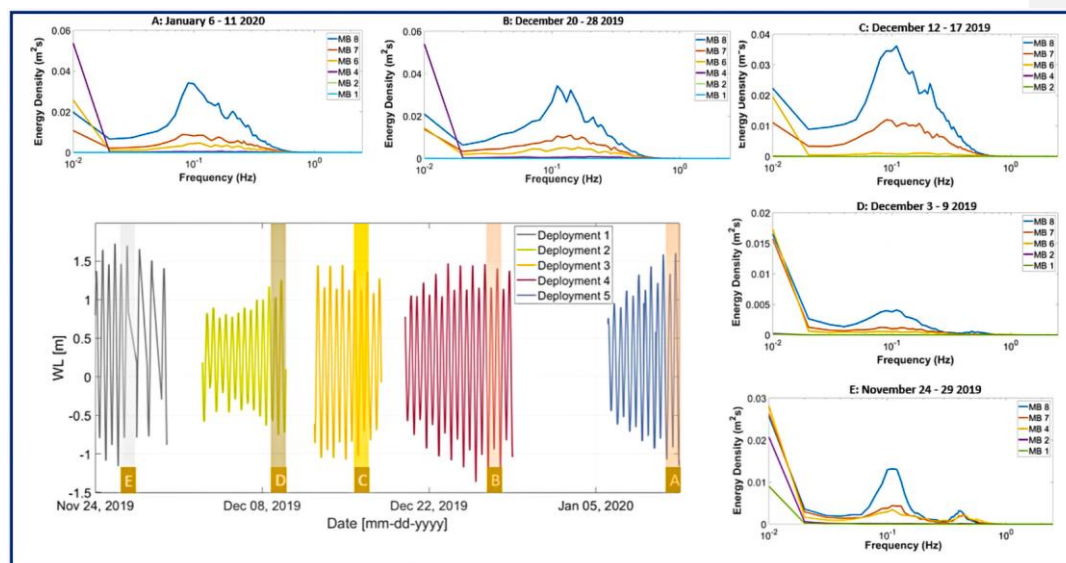 A: January 6 - 11 2020
Energy Density (m²s)
0.06
0.04
0.02
0
10⁻²
10⁻¹
10⁰
Frequency (Hz)
MB 8
MB 7
MB 6
MB 4
MB 2
MB 1
B: December 20 - 28 2019
Energy Density (m²s)
0.06
0.04
0.02
0
10⁻²
10⁻¹
10⁰
Frequency (Hz)
MB 8
MB 7
MB 6
MB 4
MB 2
MB 1
C: December 12 - 17 2019
Energy Density (m²s)
0.04
0.03
0.02
0.01
0
10⁻²
10⁻¹
10⁰
Frequency (Hz)
MB 8
MB 7
MB 6
MB 4
MB 2
WL [m]
1.5
1
0.5
0
-0.5
-1
-1.5
Deployment 1
Deployment 2
Deployment 3
Deployment 4
Deployment 5
E
D
C
B
A
Nov 24, 2019
Dec 08, 2019
Dec 22, 2019
Jan 05, 2020
Date [mm-dd-yyyy]
D: December 3 - 9 2019
Energy Density (m²s)
0.02
0.015
0.01
0.005
0
10⁻²
10⁻¹
10⁰
Frequency (Hz)
MB 8
MB 7
MB 6
MB 2
MB 1
E: November 24 - 29 2019
Energy Density (m²s)
0.03
0.02
0.01
0
10⁻²
10⁻¹
10⁰
Frequency (Hz)
MB 8
MB 7
MB 4
MB 2
MB 1